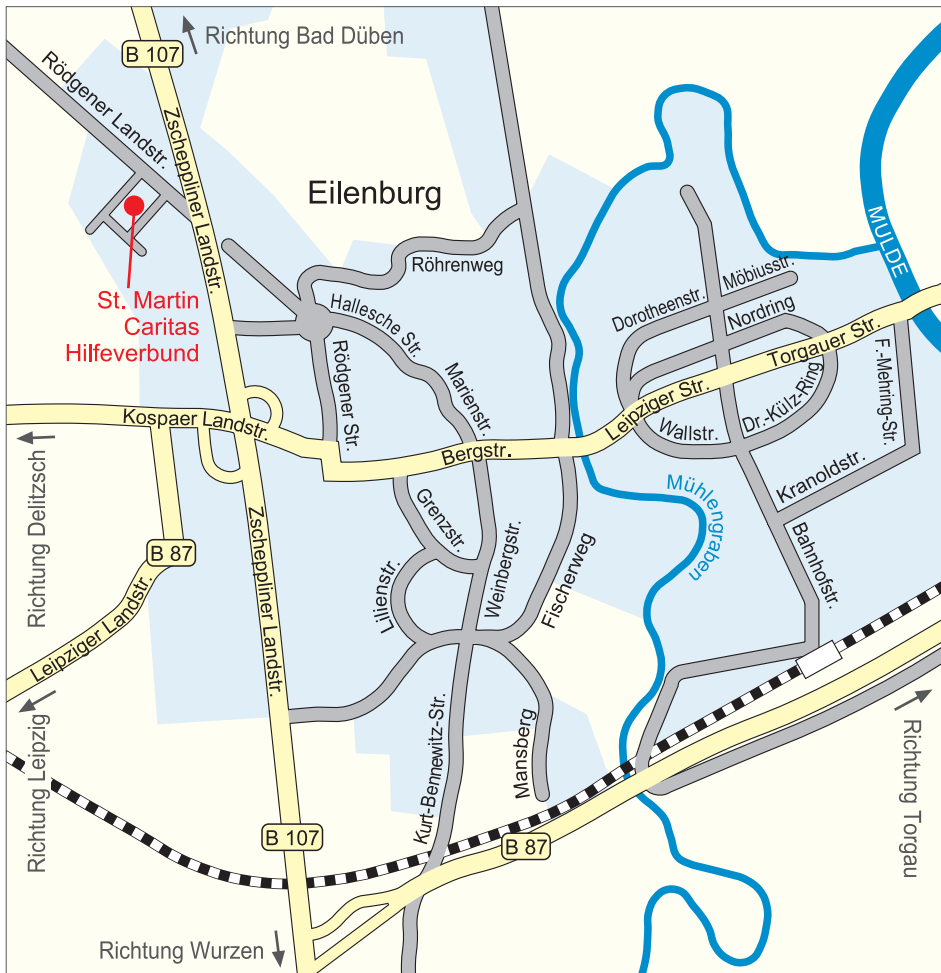 Richtung Bad Düben
B 107
Rödgener Landstr.
Zscheppliner Landstr.
Eilenburg
MULDE
Röhrenweg
Möbiusstr.
Dorotheenstr.
Nordring
St. Martin
Caritas
Hilfeverbund
Hallesche Str.
Torgauer Str.
F.-Mehring-Str.
Rödgener Str.
Marienstr.
Leipziger Str.
Dr.-Külz-Ring
Kospaer Landstr.
Wallstr.
Bergstr.
Richtung Delitzsch
Kranoldstr.
Mühlengraben
Grenzstr.
Zscheppliner Landstr.
Bahnhofstr.
B 87
Weinbergstr.
Fischerweg
Lilienstr.
Leipziger Landstr.
Richtung Leipzig
Mansberg
Kurt-Bennewitz-Str.
Richtung Torgau
B 107
B 87
Richtung Wurzen